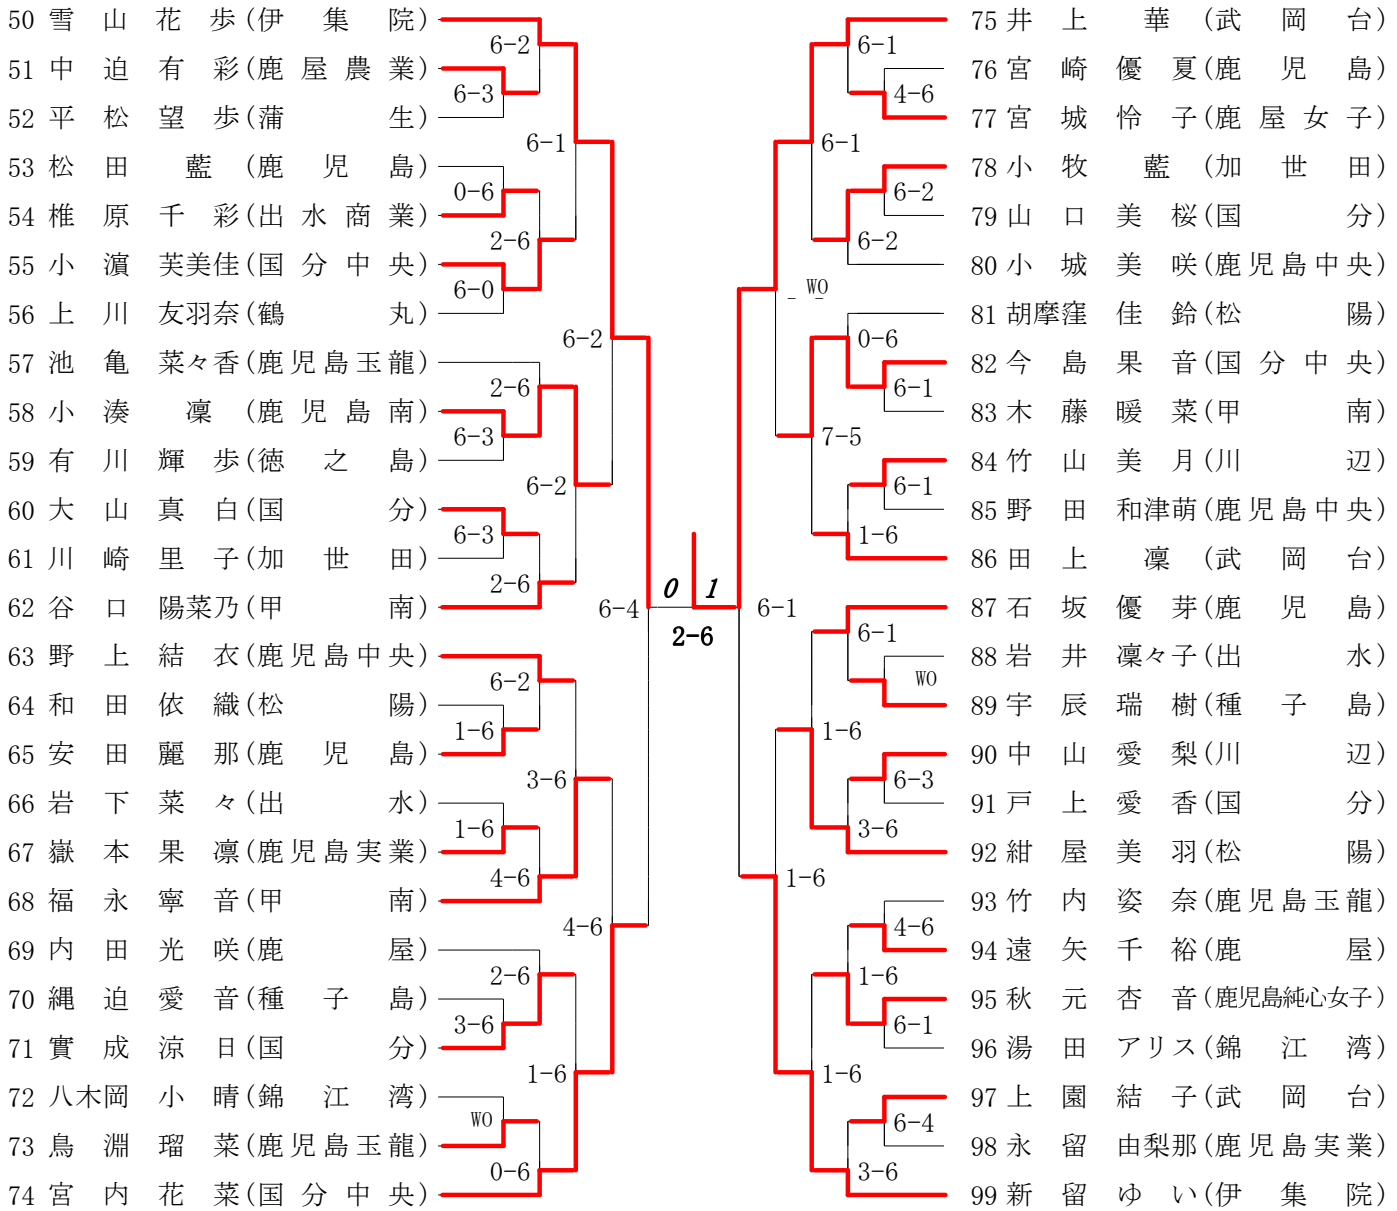 50 雪山花歩(伊集院)
6-2
51 中迫有彩(鹿屋農業)
6-3
52 平松望歩(蒲生)
6-1
53 松田藍(鹿児島)
0-6
54 椎原千彩(出水商業)
2-6
55 小濵芙美佳(国分中央)
6-0
56 上川友羽奈(鶴丸)
6-2
57 池亀菜々香(鹿児島玉龍)
2-6
58 小湊凜(鹿児島南)
6-3
59 有川輝歩(徳之島)
6-2
60 大山真白(国分)
6-3
61 川崎里子(加世田)
2-6
62 谷口陽菜乃(甲南)
6-4
63 野上結衣(鹿児島中央)
6-2
64 和田依織(松陽)
1-6
65 安田麗那(鹿児島)
3-6
66 岩下菜々(出水)
1-6
67 嶽本果凛(鹿児島実業)
4-6
68 福永寧音(甲南)
4-6
69 内田光咲(鹿屋)
2-6
70 縄迫愛音(種子島)
3-6
71 實成涼日(国分)
1-6
72 八木岡小晴(錦江湾)
WO
73 鳥淵瑠菜(鹿児島玉龍)
0-6
74 宮内花菜(国分中央)
0 1
2-6
75 井上華(武岡台)
6-1
76 宮崎優夏(鹿児島)
4-6
77 宮城怜子(鹿屋女子)
6-1
78 小牧藍(加世田)
6-2
79 山口美桜(国分)
6-2
80 小城美咲(鹿児島中央)
WO
81 胡摩窪佳鈴(松陽)
0-6
82 今島果音(国分中央)
6-1
83 木藤暖菜(甲南)
7-5
84 竹山美月(川辺)
6-1
85 野田和津萌(鹿児島中央)
1-6
86 田上凜(武岡台)
6-1
87 石坂優芽(鹿児島)
6-1
88 岩井凜々子(出水)
WO
89 宇辰瑞樹(種子島)
1-6
90 中山愛梨(川辺)
6-3
91 戸上愛香(国分)
3-6
92 紺屋美羽(松陽)
1-6
93 竹内姿奈(鹿児島玉龍)
4-6
94 遠矢千裕(鹿屋)
1-6
95 秋元杏音(鹿児島純心女子)
6-1
96 湯田アリス(錦江湾)
1-6
97 上園結子(武岡台)
6-4
98 永留由梨那(鹿児島実業)
3-6
99 新留ゆい(伊集院)